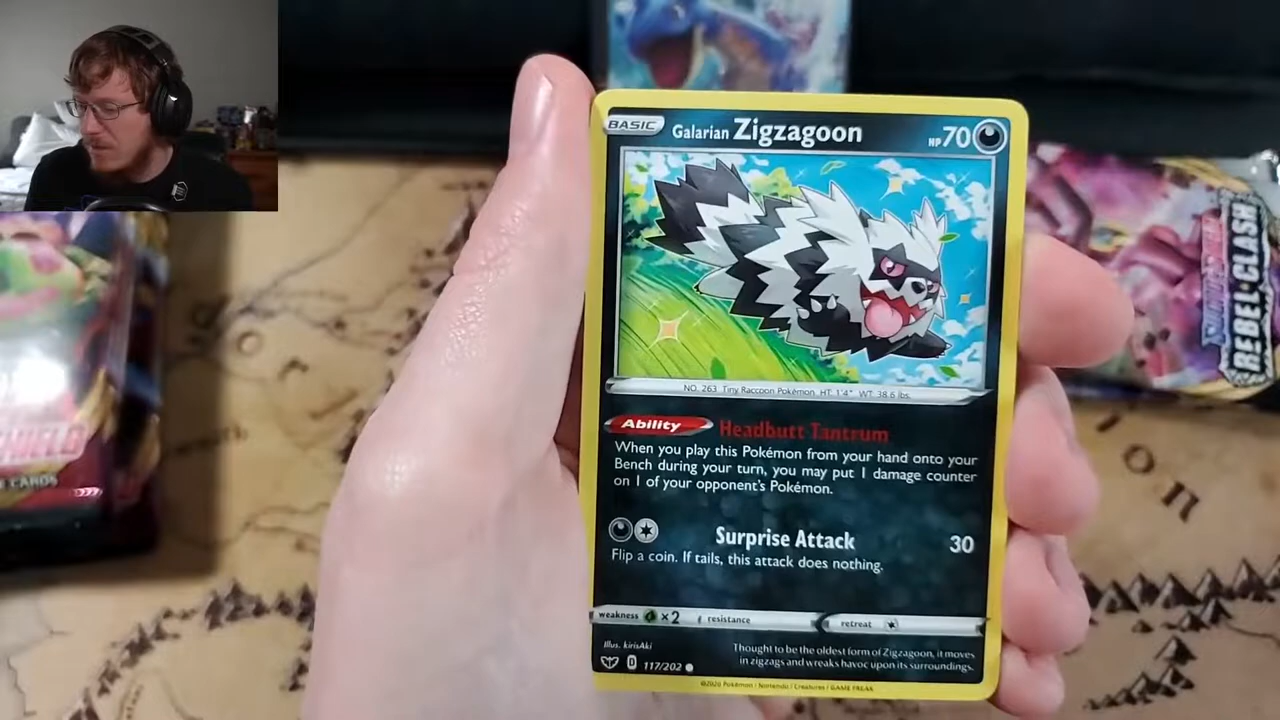 BASIC Galarian Zigzagoon HP 70
NO. 263 Tiny Raccoon Pokémon HT: 1'4" WT: 38.6 lbs.
Ability Headbutt Tantrum
When you play this Pokémon from your hand onto your
Bench during your turn, you may put 1 damage counter
on 1 of your opponent's Pokémon.
Surprise Attack 30
Flip a coin. If tails, this attack does nothing.
weakness ×2 resistance retreat
Illus. kirisAki
D 117/202
Thought to be the oldest form of Zigzagoon, it moves
in zigzags and wreaks havoc upon its surroundings.
©2020 Pokémon / Nintendo / Creatures / GAME FREAK
REBEL CLASH
CARDS
on